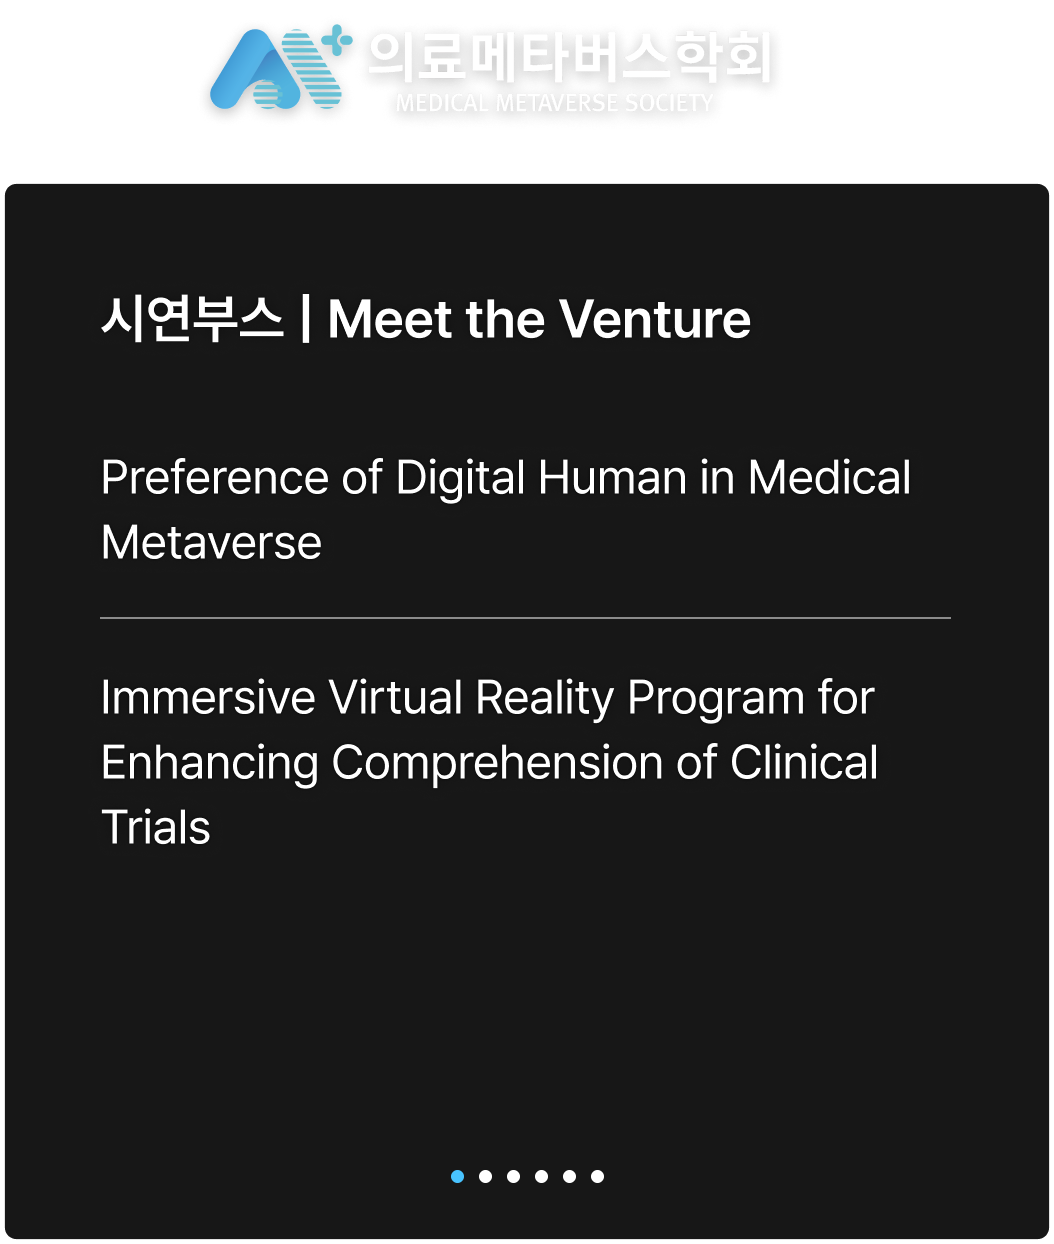 의료메타버스학회
MEDICAL METAVERSE SOCIETY
시연부스 | Meet the Venture
Preference of Digital Human in Medical
Metaverse
Immersive Virtual Reality Program for
Enhancing Comprehension of Clinical
Trials